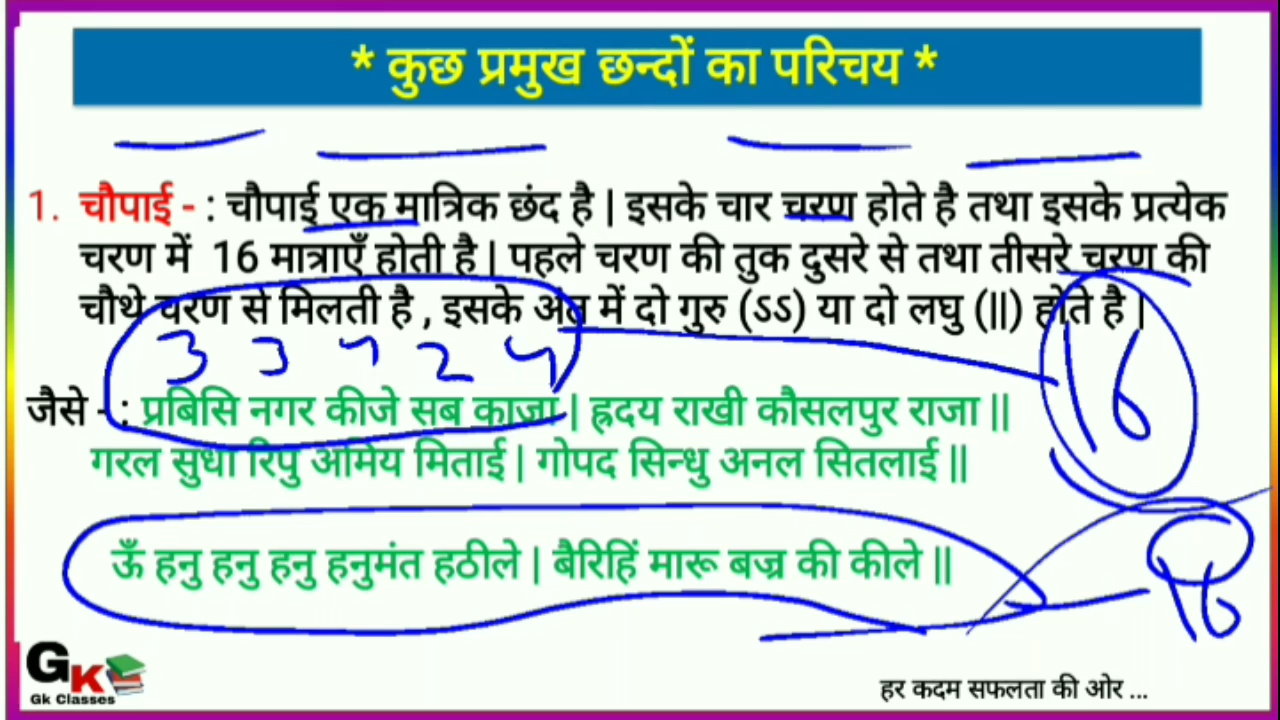 * कुछ प्रमुख छन्दों का परिचय *
1. चौपाई - : चौपाई एक मात्रिक छंद है | इसके चार चरण होते है तथा इसके प्रत्येक
चरण में 16 मात्राएँ होती है | पहले चरण की तुक दुसरे से तथा तीसरे चरण की
चौथे चरण से मिलती है , इसके अंत में दो गुरु (ऽऽ) या दो लघु (||) होते है |
3 3 4 2 4
16
जैसे - : प्रबिसि नगर कीजे सब काजा | ह्रदय राखी कौसलपुर राजा ||
गरल सुधा रिपु अमिय मिताई | गोपद सिन्धु अनल सितलाई ||
ऊँ हनु हनु हनु हनुमंत हठीले | बैरिहिं मारू बज्र की कीले ||
16
GK
Gk Classes
हर कदम सफलता की ओर ...